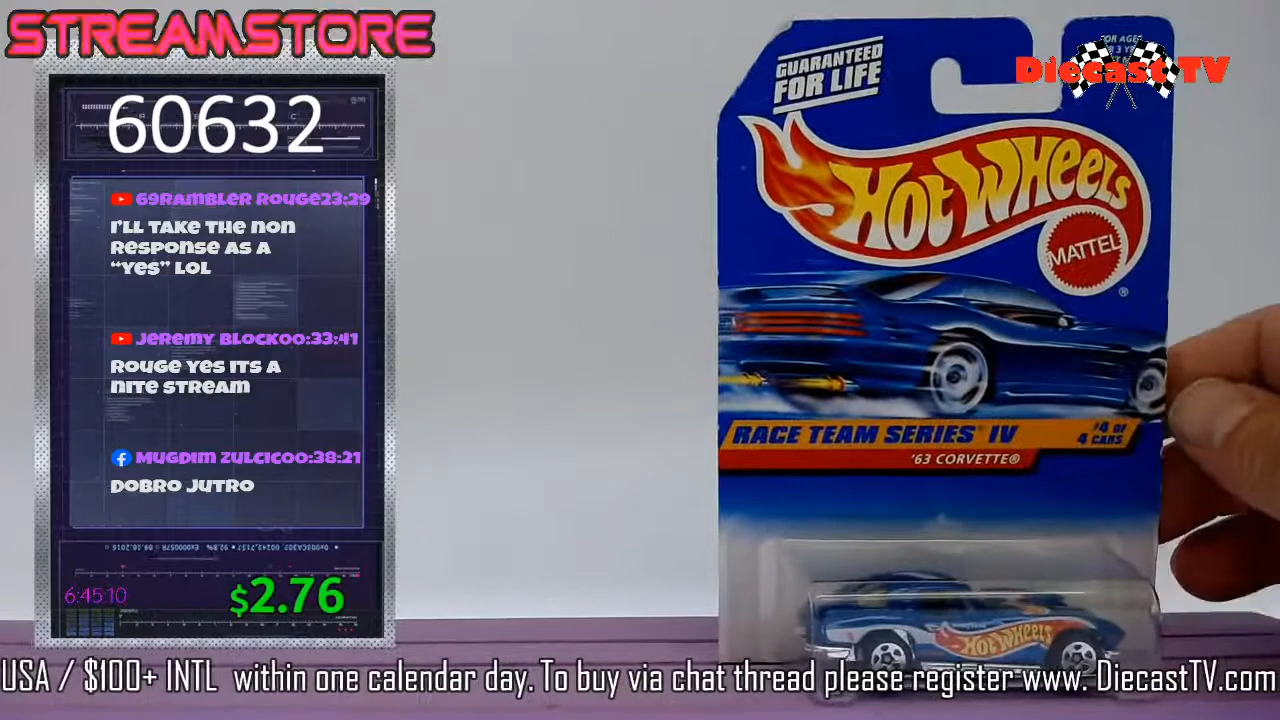 STREAMSTORE
60632
69Rambler Rouge23:29
I'll take the non
response as a
“yes” lol
Jeremy Block00:33:41
Rouge yes its a
nite stream
Mugdim Zulcic00:38:21
Dobro jutro
6:45:10
$2.76
GUARANTEED
FOR LIFE
Diecast TV
HOT WHEELS
MATTEL
®
RACE TEAM SERIES IV
#4 OF
4 CARS
'63 CORVETTE®
HOT WHEELS
USA / $100+ INTL within one calendar day. To buy via chat thread please register www. DiecastTV.com